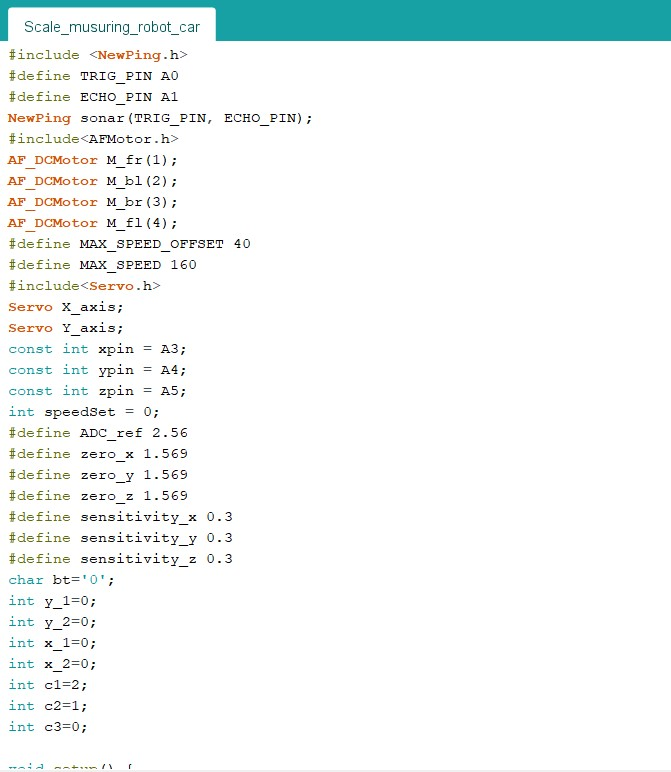 Scale_musuring_robot_car
#include <NewPing.h>
#define TRIG_PIN A0
#define ECHO_PIN A1
NewPing sonar(TRIG_PIN, ECHO_PIN);
#include<AFMotor.h>
AF_DCMotor M_fr(1);
AF_DCMotor M_bl(2);
AF_DCMotor M_br(3);
AF_DCMotor M_fl(4);
#define MAX_SPEED_OFFSET 40
#define MAX_SPEED 160
#include<Servo.h>
Servo X_axis;
Servo Y_axis;
const int xpin = A3;
const int ypin = A4;
const int zpin = A5;
int speedSet = 0;
#define ADC_ref 2.56
#define zero_x 1.569
#define zero_y 1.569
#define zero_z 1.569
#define sensitivity_x 0.3
#define sensitivity_y 0.3
#define sensitivity_z 0.3
char bt='0';
int y_1=0;
int y_2=0;
int x_1=0;
int x_2=0;
int c1=2;
int c2=1;
int c3=0;
void setup() {